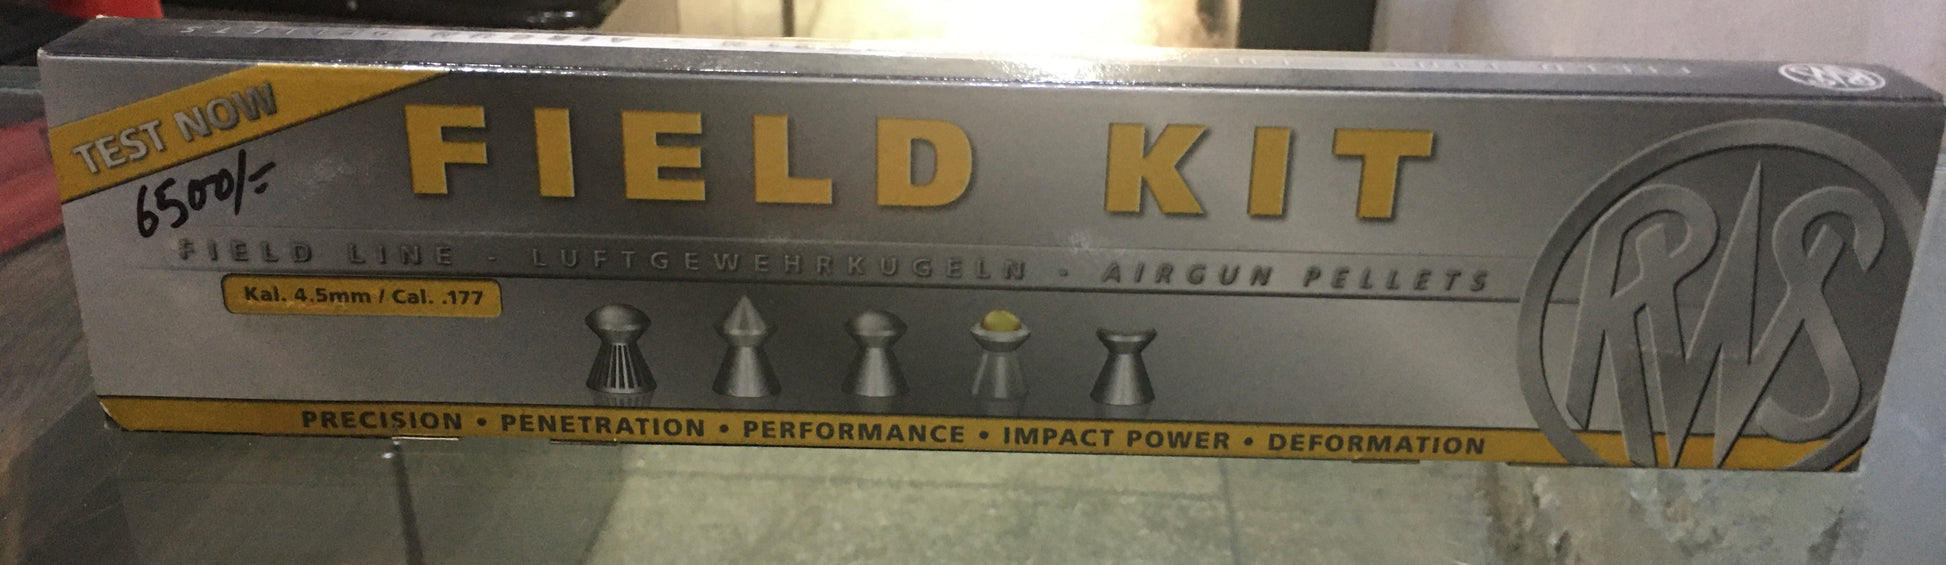 TEST NOW
6500/-
FIELD KIT
FIELD LINE - LUFTGEWEHRKUGELN - AIRGUN PELLETS
Kal. 4.5mm / Cal. .177
PRECISION • PENETRATION • PERFORMANCE • IMPACT POWER • DEFORMATION
RWS
RWS